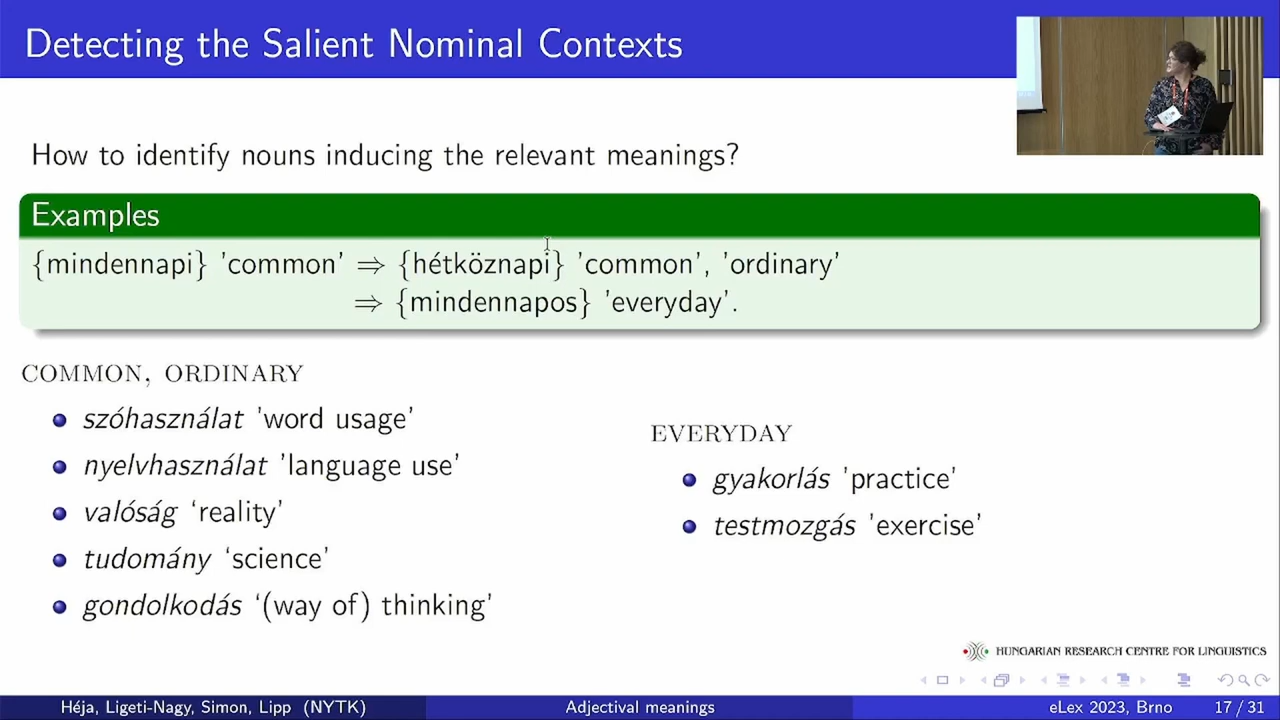 Detecting the Salient Nominal Contexts
How to identify nouns inducing the relevant meanings?
Examples
{mindennapi} 'common' ⇒ {hétköznapi} 'common', 'ordinary'
⇒ {mindennapos} 'everyday'.
COMMON, ORDINARY
szóhasználat 'word usage'
nyelvhasználat 'language use'
valóság ‘reality'
tudomány ‘science'
gondolkodás ‘(way of) thinking'
EVERYDAY
gyakorlás 'practice'
testmozgás 'exercise'
HUNGARIAN RESEARCH CENTRE FOR LINGUISTICS
Héja, Ligeti-Nagy, Simon, Lipp (NYTK)
Adjectival meanings
eLex 2023, Brno
17 / 31